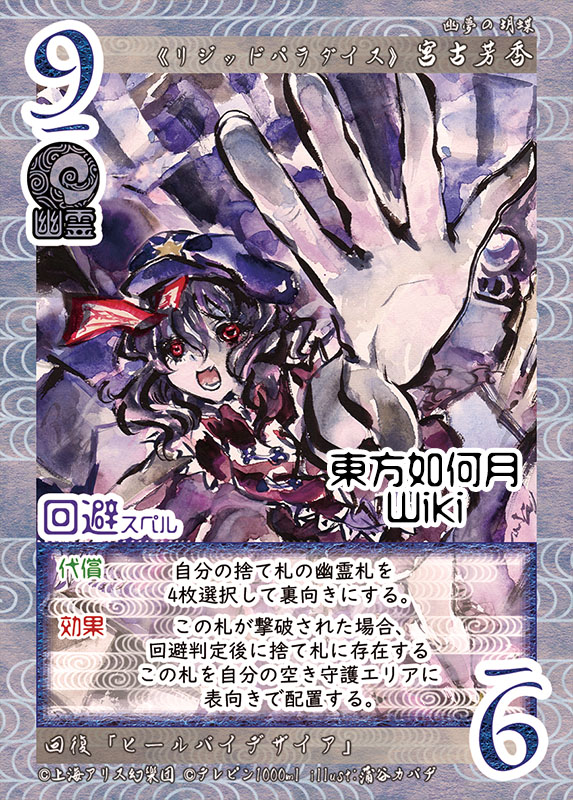 幽夢の胡蝶
《リジッドパラダイス》宮古芳香
9
幽霊
東方如何月
Wiki
回避スペル
代償
自分の捨て札の幽霊札を
4枚選択して裏向きにする。
効果
この札が撃破された場合、
回避判定後に捨て札に存在する
この札を自分の空き守護エリアに
表向きで配置する。
6
回復「ヒールバイデザイア」
©上海アリス幻樂団 ©テレビン1000ml illust:蒲谷カバヂ